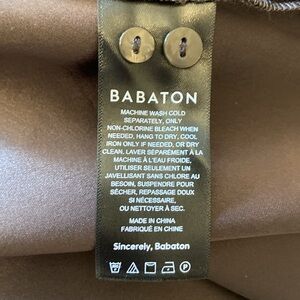 BABATON
MACHINE WASH COLD
SEPARATELY, ONLY
NON-CHLORINE BLEACH WHEN
NEEDED, HANG TO DRY, COOL
IRON ONLY IF NEEDED, OR DRY
CLEAN. LAVER SÉPARÉMENT À LA
MACHINE À L'EAU FROIDE,
UTILISER SEULEMENT UN
JAVELLISANT SANS CHLORE AU
BESOIN, SUSPENDRE POUR
SÉCHER, REPASSAGE DOUX
SI NÉCESSAIRE,
OU NETTOYER À SEC.
MADE IN CHINA
FABRIQUÉ EN CHINE
Sincerely, Babaton